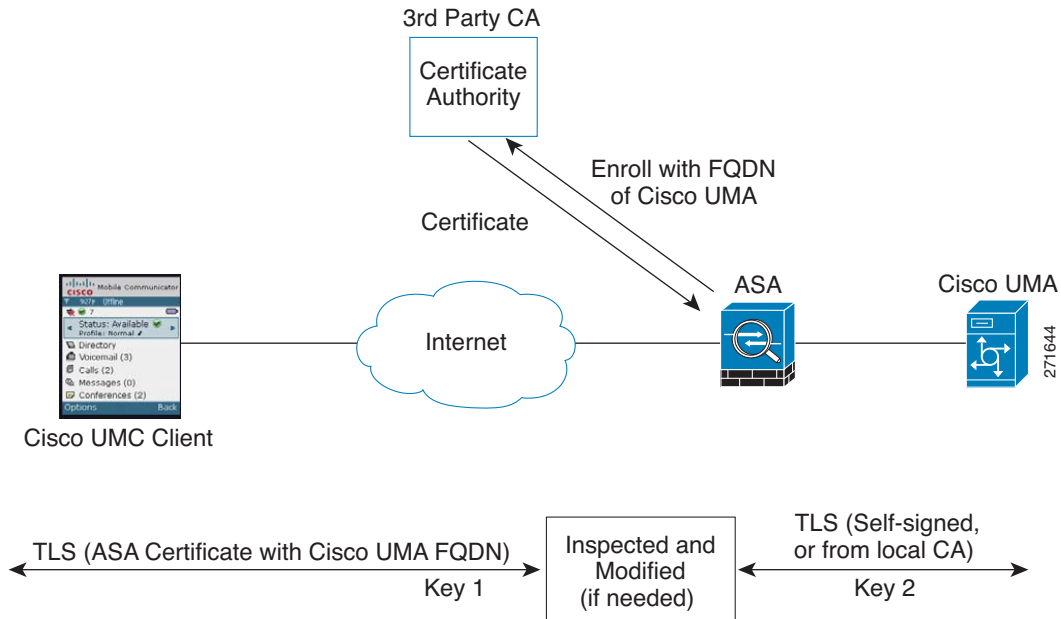 3rd Party CA
Certificate
Authority
Enroll with FQDN
of Cisco UMA
Certificate
ASA
Cisco UMA
CISCO Mobile Communicator
Offline
7
Status: Available
Profile: Normal
Directory
Voicemail (3)
Calls (2)
Messages (0)
Conferences (2)
Options
Back
Internet
271644
Cisco UMC Client
TLS (ASA Certificate with Cisco UMA FQDN)
Key 1
Inspected and
Modified
(if needed)
TLS (Self-signed,
or from local CA)
Key 2